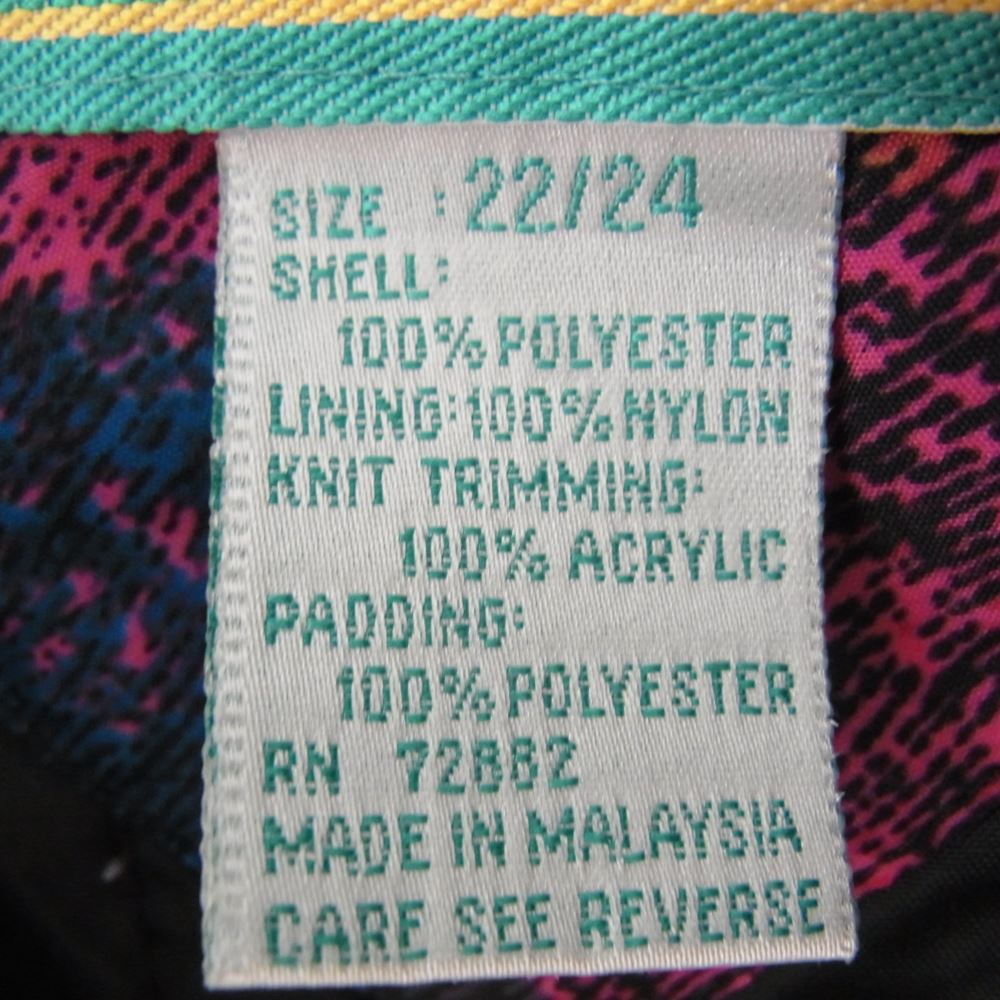 SIZE : 22/24
SHELL:
100% POLYESTER
LINING: 100% NYLON
KNIT TRIMMING:
100% ACRYLIC
PADDING:
100% POLYESTER
RN 72882
MADE IN MALAYSIA
CARE SEE REVERSE